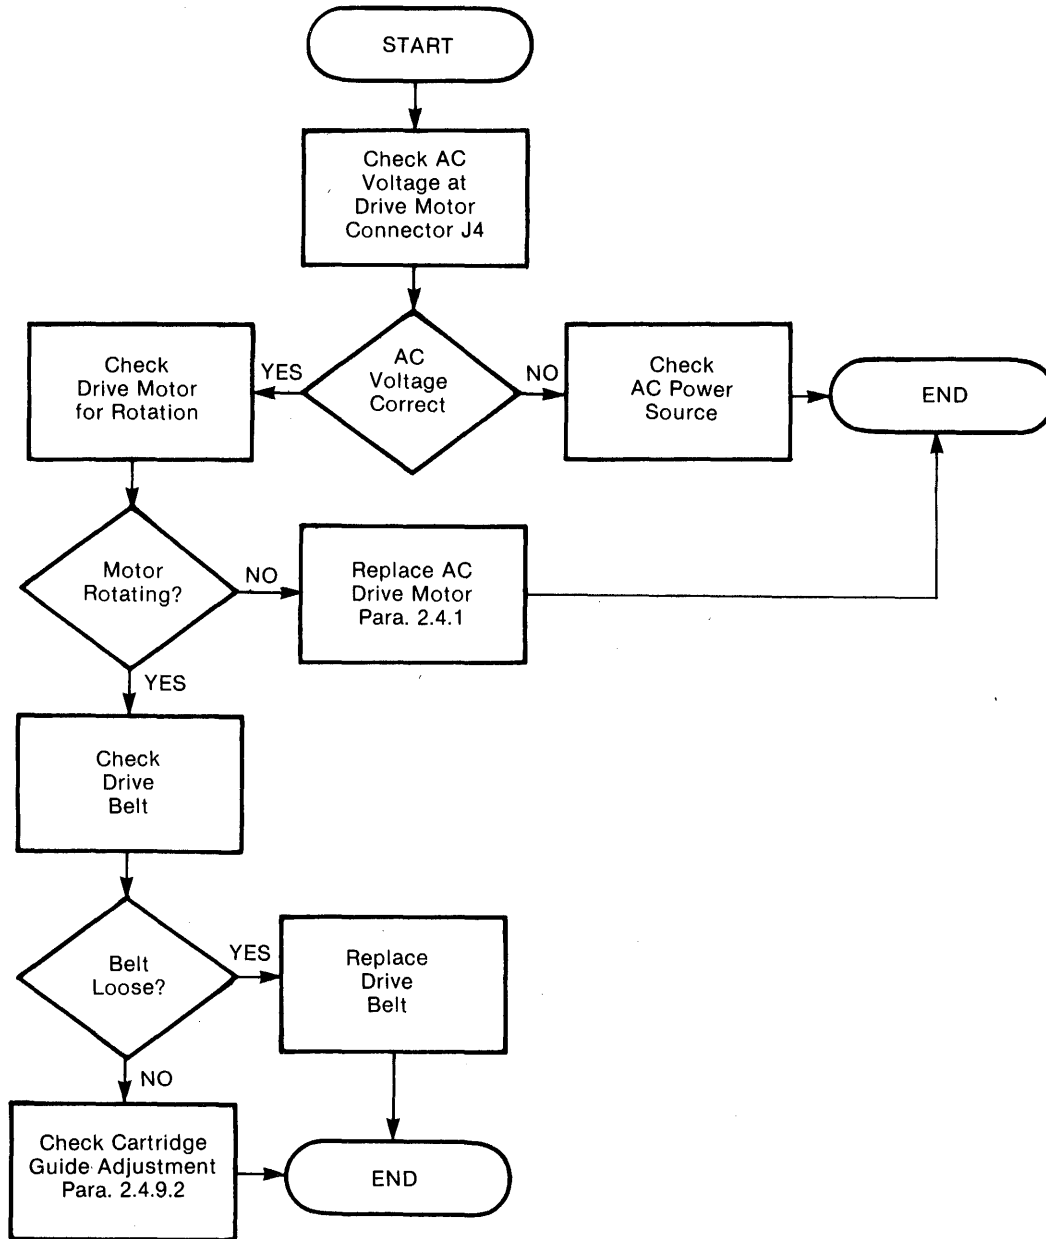 START
Check AC
Voltage at
Drive Motor
Connector J4
Check
Drive Motor
for Rotation
YES
AC
Voltage
Correct
NO
Check
AC Power
Source
END
Motor
Rotating?
NO
Replace AC
Drive Motor
Para. 2.4.1
YES
Check
Drive
Belt
Belt
Loose?
YES
Replace
Drive
Belt
NO
Check Cartridge
Guide Adjustment
Para. 2.4.9.2
END